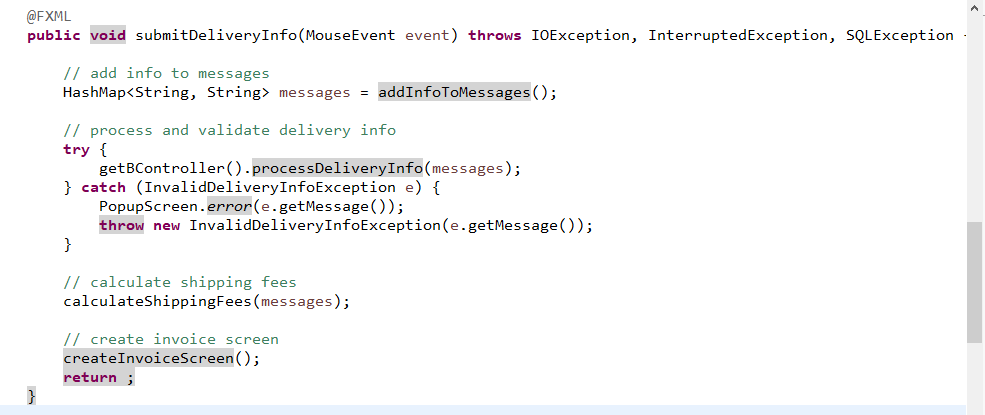 @FXML
public void submitDeliveryInfo(MouseEvent event) throws IOException, InterruptedException, SQLException
// add info to messages
HashMap<String, String> messages = addInfoToMessages();
// process and validate delivery info
try {
getBController().processDeliveryInfo(messages);
} catch (InvalidDeliveryInfoException e) {
PopupScreen.error(e.getMessage());
throw new InvalidDeliveryInfoException(e.getMessage());
}
// calculate shipping fees
calculateShippingFees(messages);
// create invoice screen
createInvoiceScreen();
return ;
}